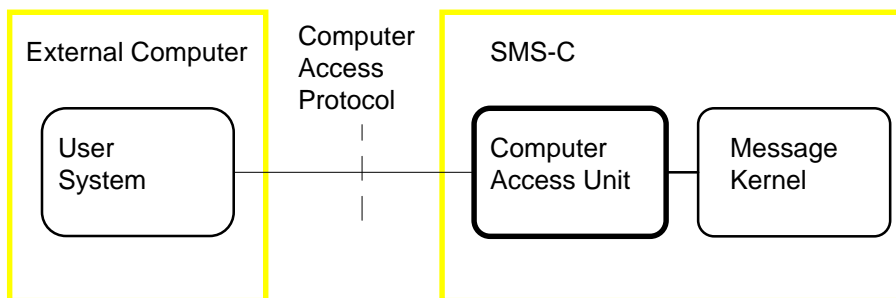 External Computer
Computer
Access
Protocol
SMS-C
User
System
Computer
Access Unit
Message
Kernel